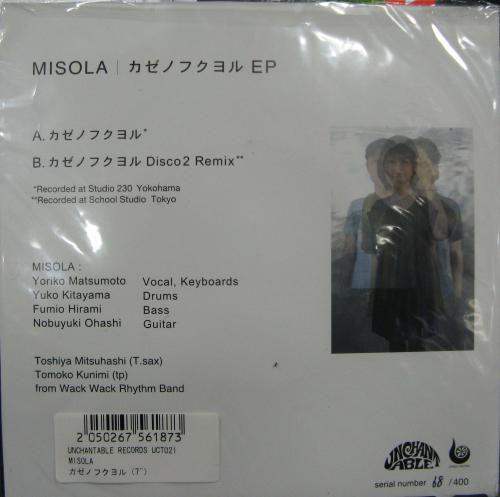 MISOLA | カゼノフクヨル EP
A. カゼノフクヨル*
B. カゼノフクヨル Disco2 Remix**
*Recorded at Studio 230 Yokohama
**Recorded at School Studio Tokyo
MISOLA :
Yoriko Matsumoto Vocal, Keyboards
Yuko Kitayama Drums
Fumio Hirami Bass
Nobuyuki Ohashi Guitar
Toshiya Mitsuhashi (T.sax)
Tomoko Kunimi (tp)
from Wack Wack Rhythm Band
2 050267 561873
UNCHANTABLE RECORDS UCT021
MISOLA
カゼノフクヨル (7")
UNCHANT
ABLE
serial number 68 /400